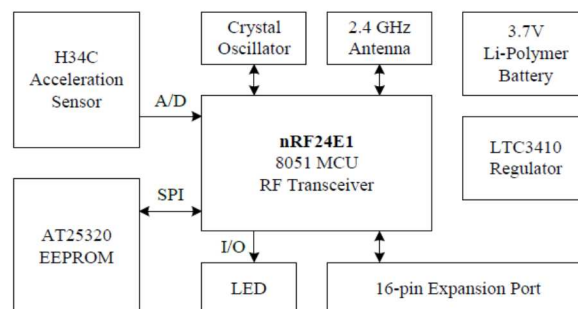 H34C
Acceleration
Sensor
Crystal
Oscillator
2.4 GHz
Antenna
3.7V
Li-Polymer
Battery
A/D
nRF24E1
8051 MCU
RF Transceiver
LTC3410
Regulator
SPI
AT25320
EEPROM
I/O
LED
16-pin Expansion Port